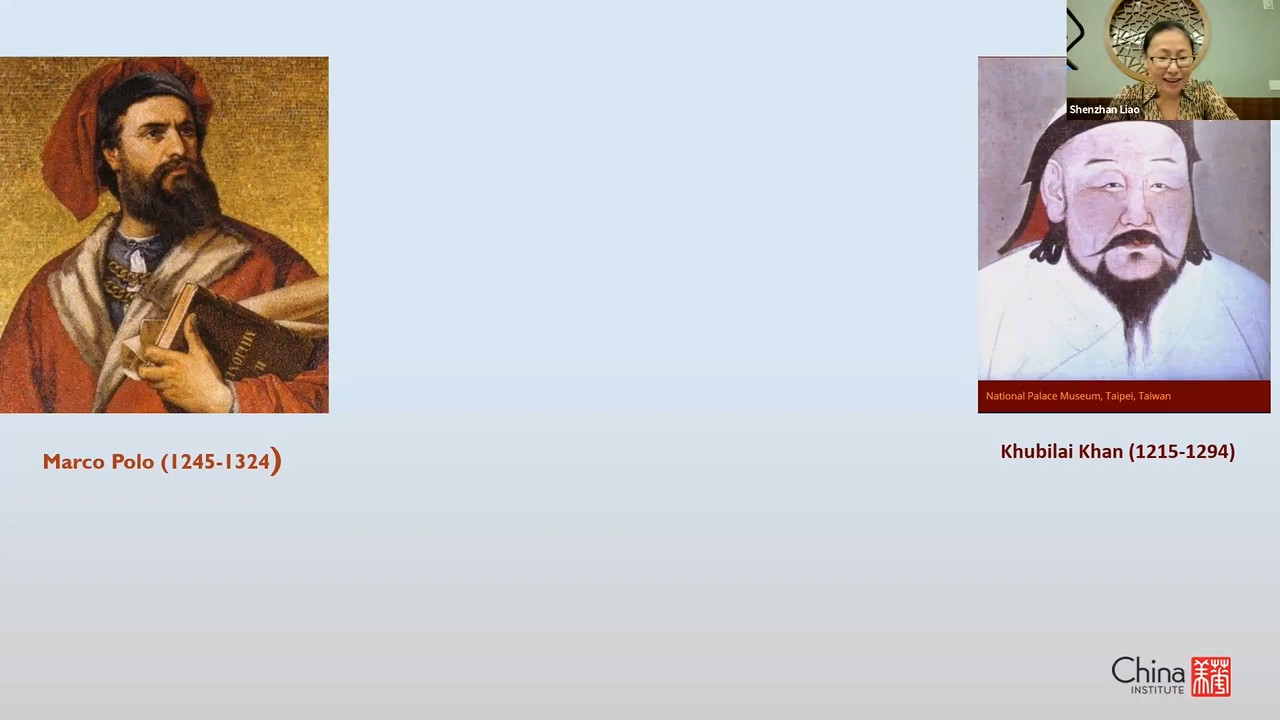 Shenzhan Liao
National Palace Museum, Taipei, Taiwan
Marco Polo (1245-1324)
Khubilai Khan (1215-1294)
China
INSTITUTE